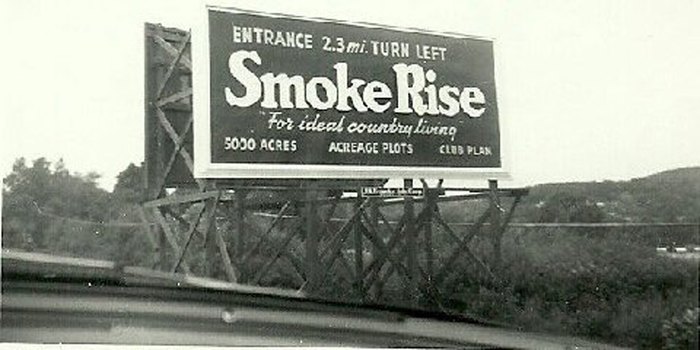 ENTRANCE 2.3 mi. TURN LEFT
Smoke Rise
For ideal country living
5000 ACRES ACREAGE PLOTS CLUB PLAN